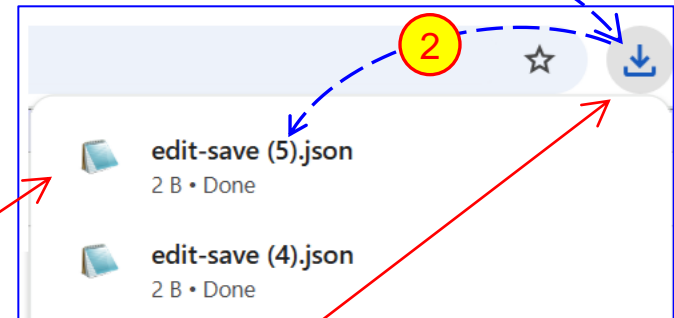 2
edit-save (5).json
2 B • Done
edit-save (4).json
2 B • Done